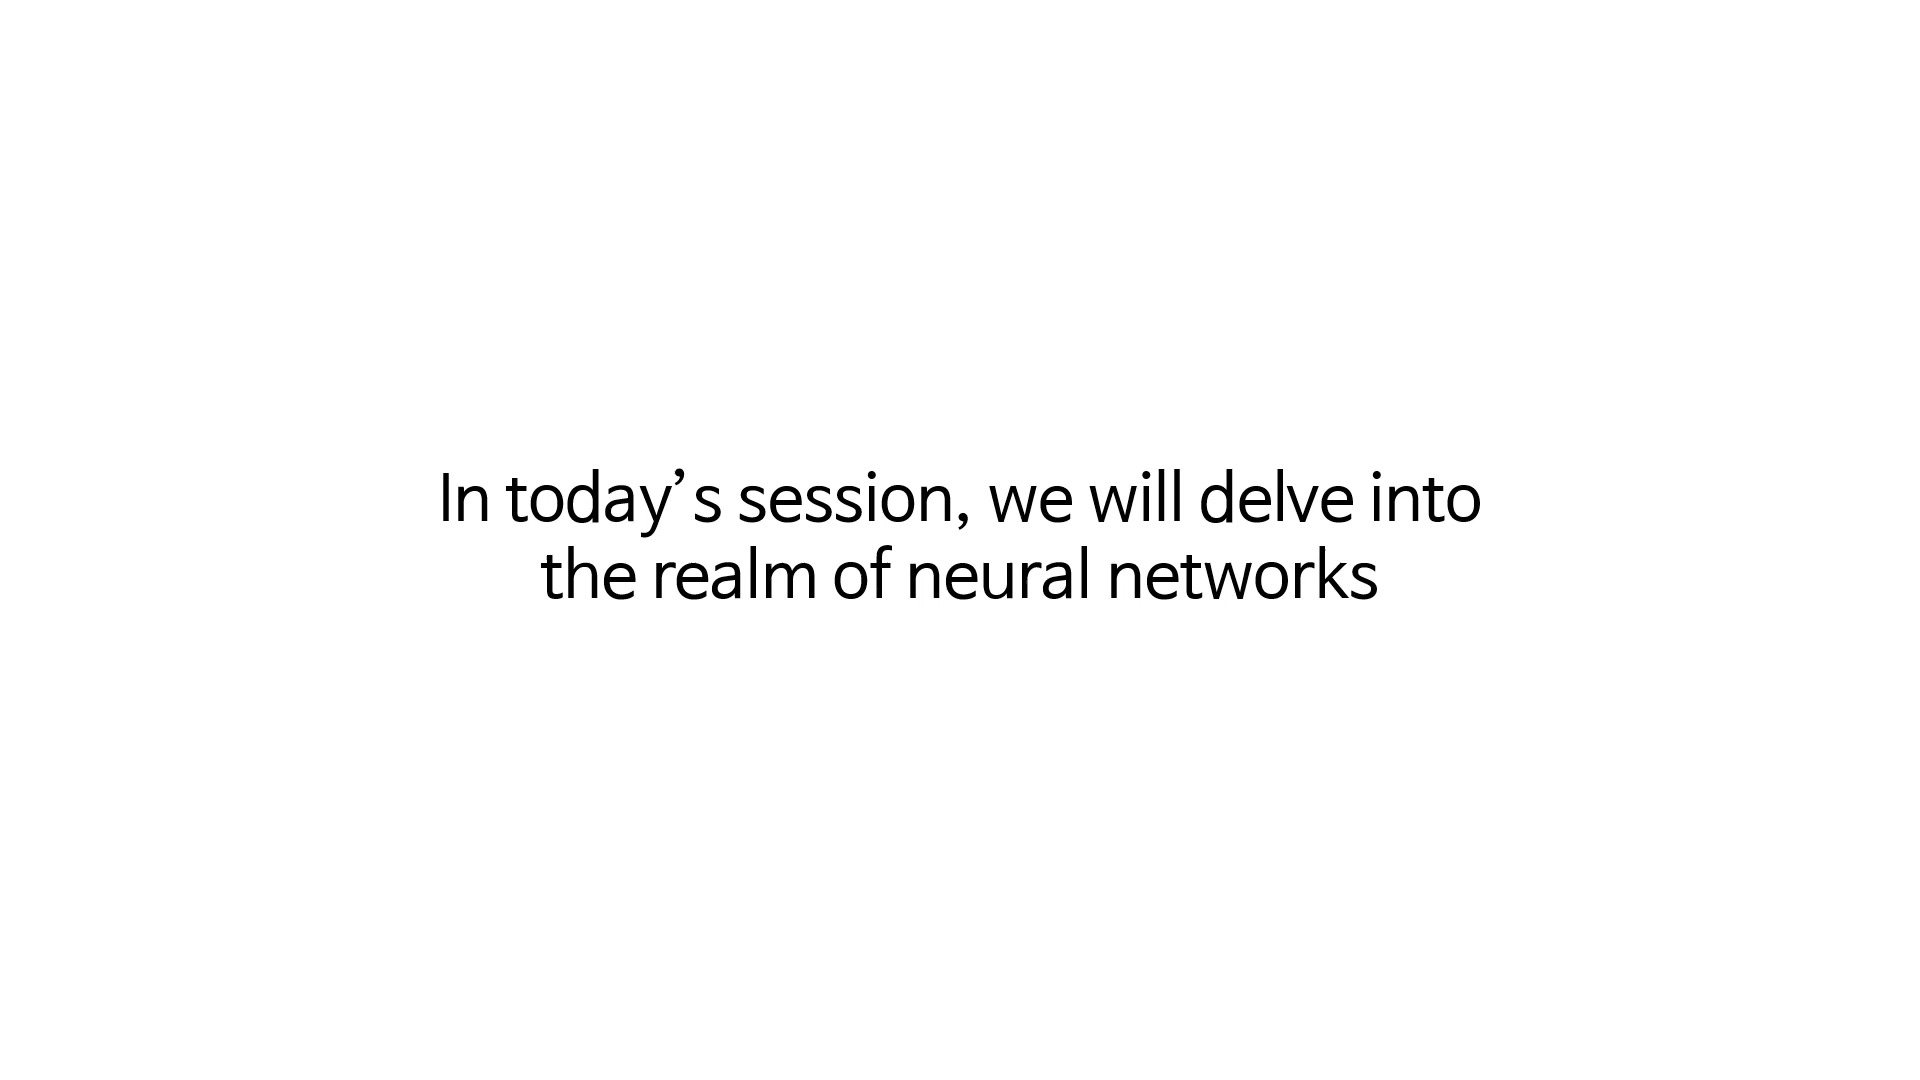 In today’s session, we will delve into
the realm of neural networks